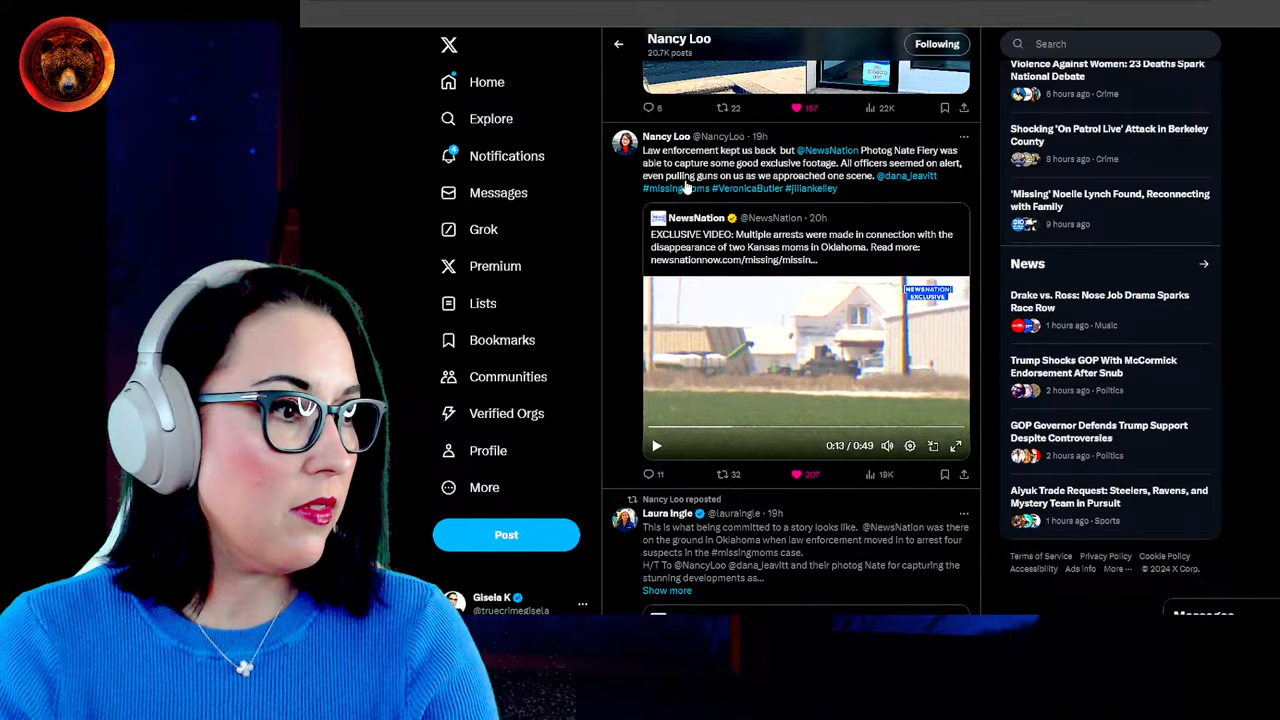 Home
Explore
4
Notifications
Messages
Grok
Premium
Lists
Bookmarks
Communities
Verified Orgs
Profile
More
Post
Gisela K
@truecrimegisela
Nancy Loo
20.7K posts
Following
6
22
157
22K
Nancy Loo @NancyLoo · 19h
Law enforcement kept us back but @NewsNation Photog Nate Fiery was
able to capture some good exclusive footage. All officers seemed on alert,
even pulling guns on us as we approached one scene. @dana_leavitt
#missingmoms #VeronicaButler #jiliankelley
NewsNation @NewsNation · 20h
EXCLUSIVE VIDEO: Multiple arrests were made in connection with the
disappearance of two Kansas moms in Oklahoma. Read more:
newsnationnow.com/missing/missin...
NEWSNATION
EXCLUSIVE
0:13 / 0:49
11
32
207
19K
Nancy Loo reposted
Laura Ingle @lauraingle · 19h
This is what being committed to a story looks like. @NewsNation was there
on the ground in Oklahoma when law enforcement moved in to arrest four
suspects in the #missingmoms case.
H/T To @NancyLoo @dana_leavitt and their photog Nate for capturing the
stunning developments as...
Show more
Search
Violence Against Women: 23 Deaths Spark
National Debate
6 hours ago · Crime
Shocking 'On Patrol Live' Attack in Berkeley
County
8 hours ago · Crime
'Missing' Noelle Lynch Found, Reconnecting
with Family
9 hours ago
News
Drake vs. Ross: Nose Job Drama Sparks
Race Row
1 hours ago · Music
Trump Shocks GOP With McCormick
Endorsement After Snub
2 hours ago · Politics
GOP Governor Defends Trump Support
Despite Controversies
2 hours ago · Politics
Aiyuk Trade Request: Steelers, Ravens, and
Mystery Team in Pursuit
1 hours ago · Sports
Terms of Service Privacy Policy Cookie Policy
Accessibility Ads info More ... © 2024 X Corp.
Messages